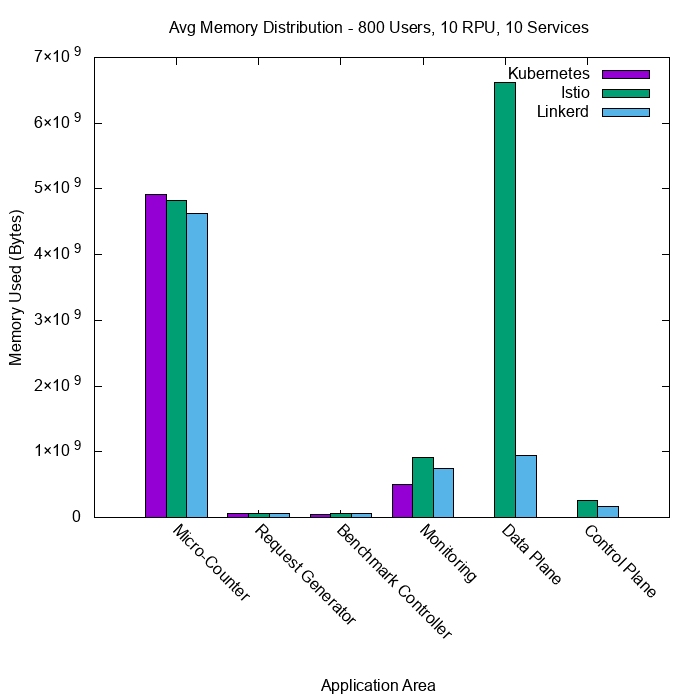 Avg Memory Distribution - 800 Users, 10 RPU, 10 Services
Kubernetes
Istio
Linkerd
7×10⁹
6×10⁹
5×10⁹
4×10⁹
3×10⁹
2×10⁹
1×10⁹
0
Memory Used (Bytes)
Micro-Counter
Request Generator
Benchmark Controller
Monitoring
Data Plane
Control Plane
Application Area